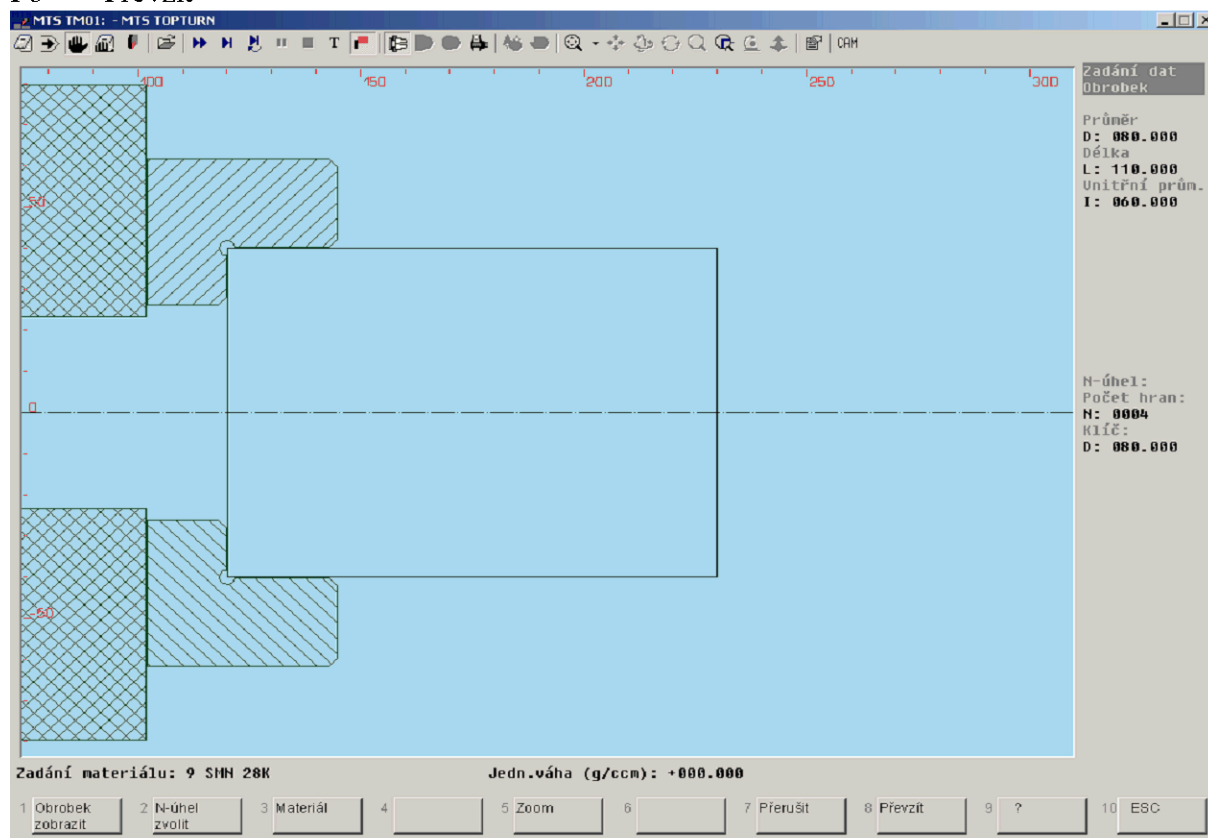 MTS TM01: - MTS TOPTURN
T CAM
100 150 200 250 300
50
0
-50
Zadání dat
Obrobek
Průměr
D: 080.000
Délka
L: 110.000
Vnitřní prům.
I: 060.000
N-úhel:
Počet hran:
N: 0004
Klíč:
D: 080.000
Zadání materiálu: 9 SMN 28K Jedn.váha (g/ccm): +000.000
1 Obrobek zobrazit 2 N-úhel zvolit 3 Materiál 4 5 Zoom 6 7 Přerušit 8 Převzít 9 ? 10 ESC